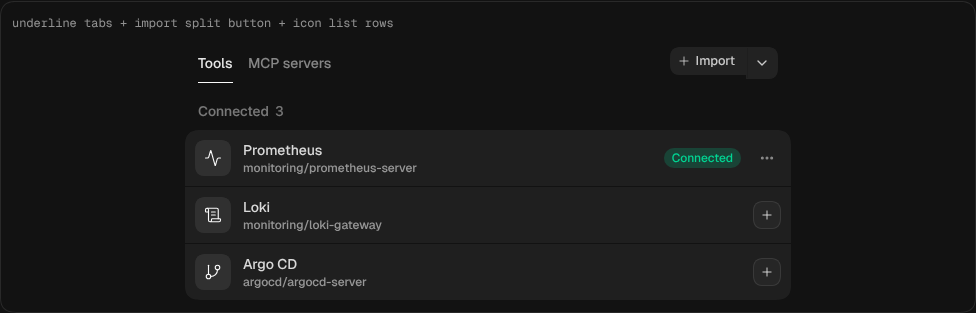 underline tabs + import split button + icon list rows
Tools MCP servers + Import
Connected 3
Prometheus
monitoring/prometheus-server
Connected
Loki
monitoring/loki-gateway
Argo CD
argocd/argocd-server